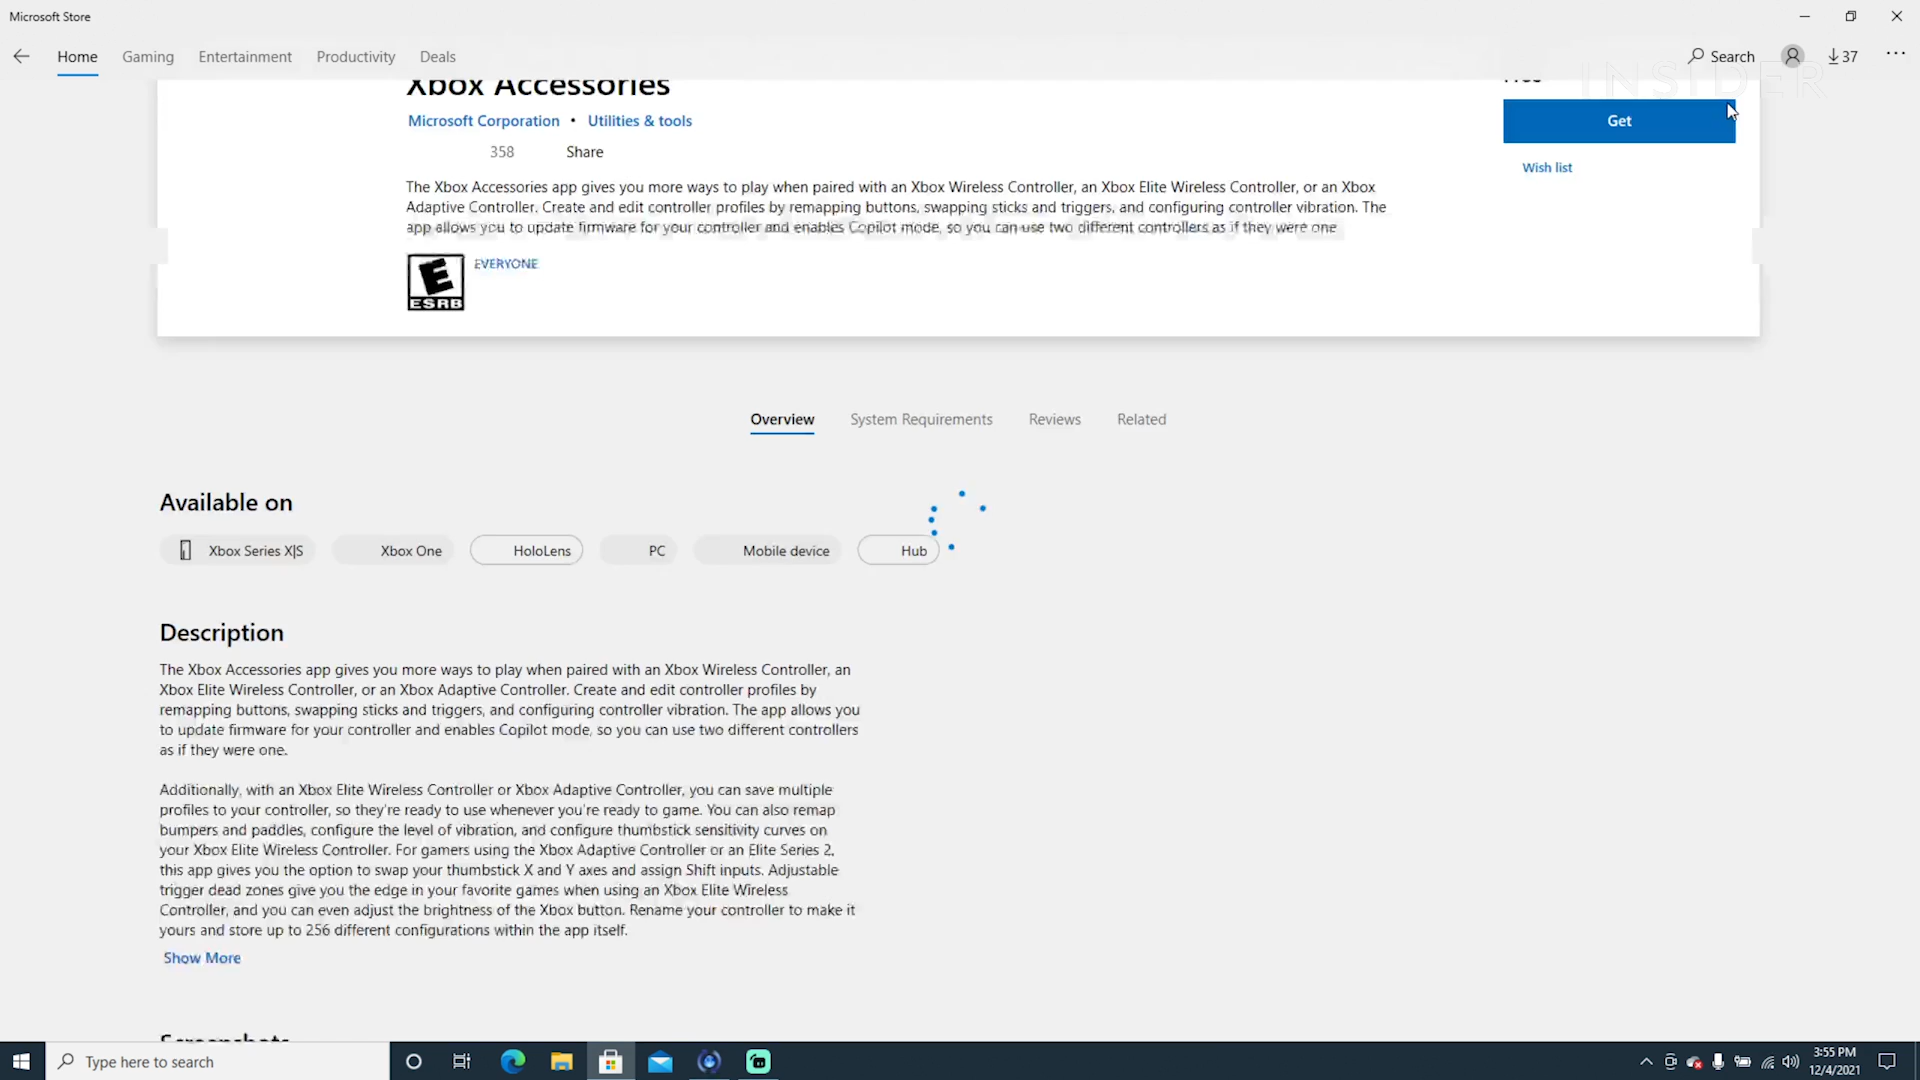 Microsoft Store
Home Gaming Entertainment Productivity Deals
Search
37
INSIDER
Xbox Accessories
Microsoft Corporation • Utilities & tools
Get
358 Share
Wish list
The Xbox Accessories app gives you more ways to play when paired with an Xbox Wireless Controller, an Xbox Elite Wireless Controller, or an Xbox
Adaptive Controller. Create and edit controller profiles by remapping buttons, swapping sticks and triggers, and configuring controller vibration. The
app allows you to update firmware for your controller and enables Copilot mode, so you can use two different controllers as if they were one
E
ESRB
EVERYONE
Overview System Requirements Reviews Related
Available on
Xbox Series X|S Xbox One HoloLens PC Mobile device Hub
Description
The Xbox Accessories app gives you more ways to play when paired with an Xbox Wireless Controller, an
Xbox Elite Wireless Controller, or an Xbox Adaptive Controller. Create and edit controller profiles by
remapping buttons, swapping sticks and triggers, and configuring controller vibration. The app allows you
to update firmware for your controller and enables Copilot mode, so you can use two different controllers
as if they were one.
Additionally, with an Xbox Elite Wireless Controller or Xbox Adaptive Controller, you can save multiple
profiles to your controller, so they're ready to use whenever you're ready to game. You can also remap
bumpers and paddles, configure the level of vibration, and configure thumbstick sensitivity curves on
your Xbox Elite Wireless Controller. For gamers using the Xbox Adaptive Controller or an Elite Series 2,
this app gives you the option to swap your thumbstick X and Y axes and assign Shift inputs. Adjustable
trigger dead zones give you the edge in your favorite games when using an Xbox Elite Wireless
Controller, and you can even adjust the brightness of the Xbox button. Rename your controller to make it
yours and store up to 256 different configurations within the app itself.
Show More
Screenshots
Type here to search
3:55 PM
12/4/2021